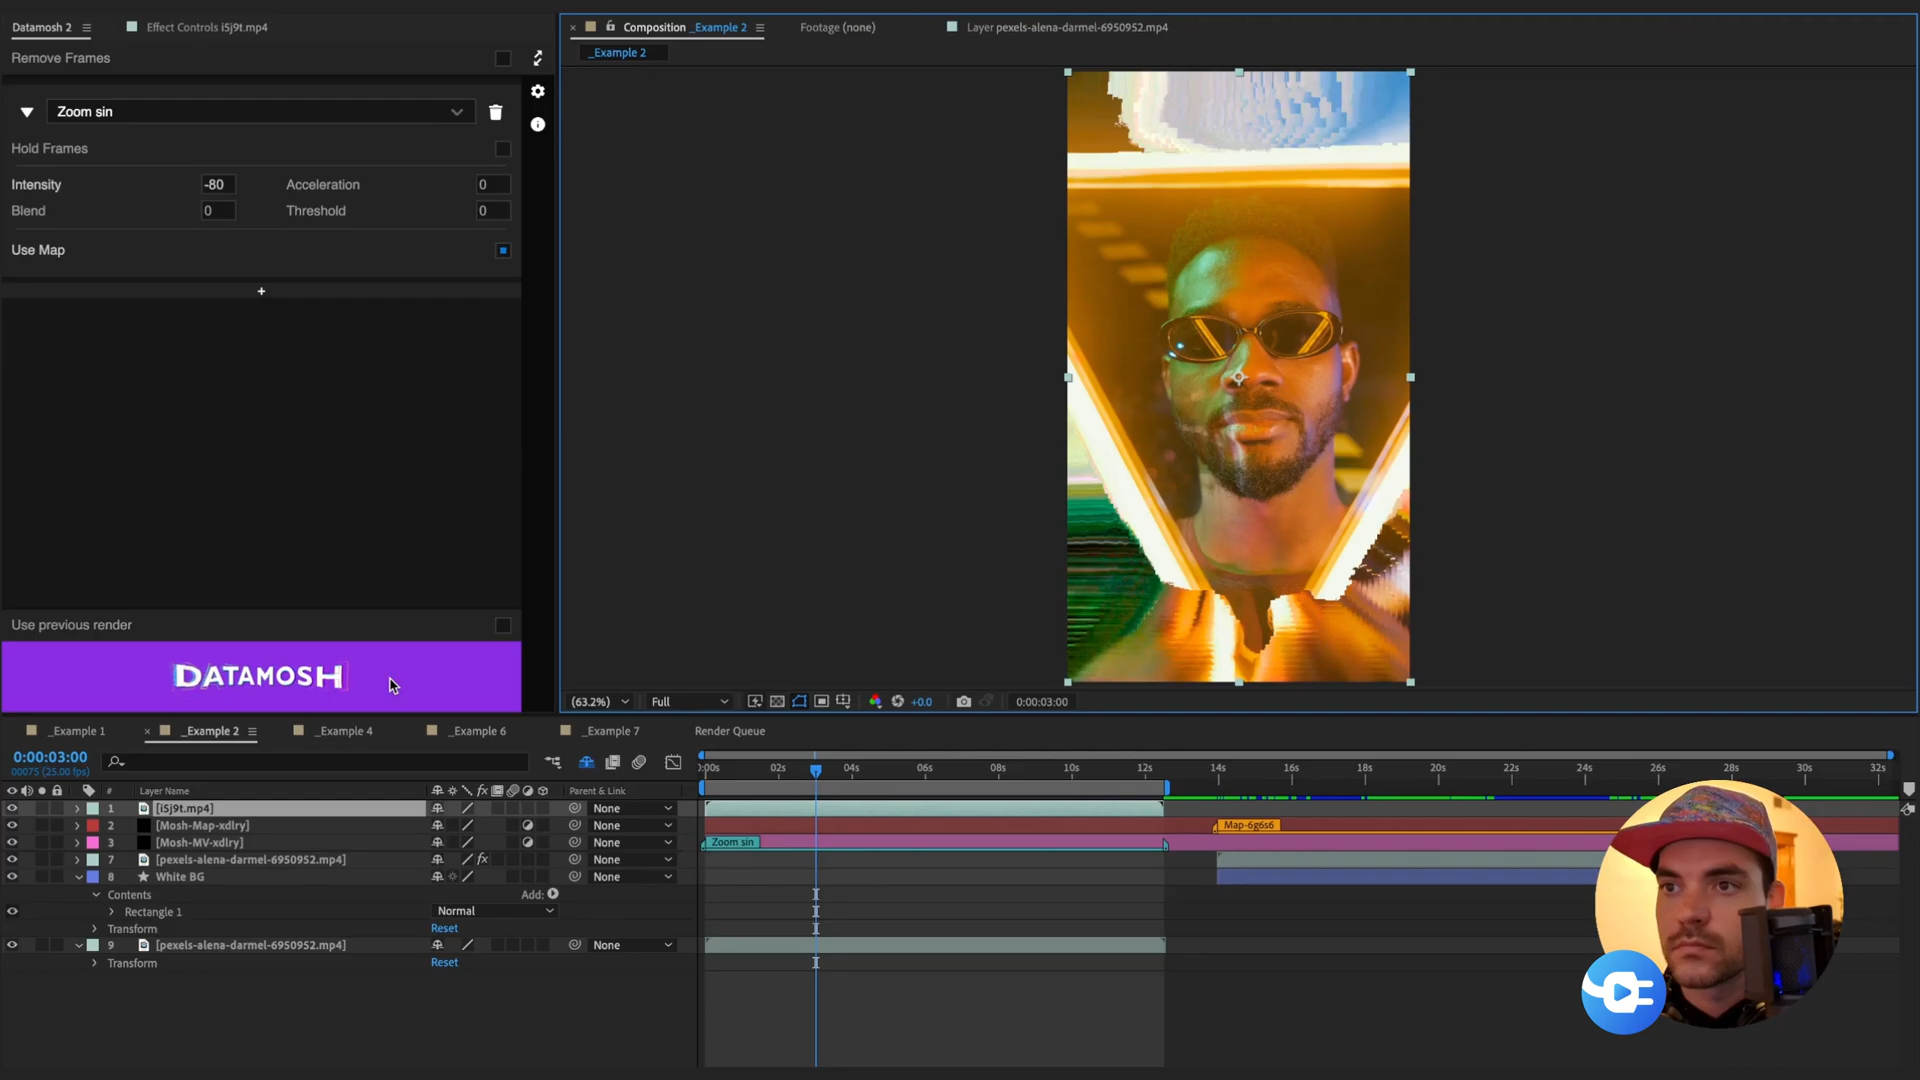 Datamosh 2
Effect Controls i5j9t.mp4
Composition _Example 2
Footage (none)
Layer pexels-alena-darmel-6950952.mp4
_Example 2
Remove Frames
Zoom sin
Hold Frames
Intensity -80 Acceleration 0
Blend 0 Threshold 0
Use Map
+
Use previous render
DATAMOSH
(63.2%) Full +0.0 0:00:03:00
_Example 1 _Example 2 _Example 4 _Example 6 _Example 7 Render Queue
0:00:03:00
00075 (25.00 fps)
# Layer Name Parent & Link
0:00s 02s 04s 06s 08s 10s 12s 14s 16s 18s 20s 22s 24s 26s 28s 30s 32s
1 [i5j9t.mp4] None
2 [Mosh-Map-xdlry] None Map-6g6s6
3 [Mosh-MV-xdlry] None Zoom sin
7 [pexels-alena-darmel-6950952.mp4] fx None
8 White BG None
Contents Add:
Rectangle 1 Normal
Transform Reset
9 [pexels-alena-darmel-6950952.mp4] None
Transform Reset